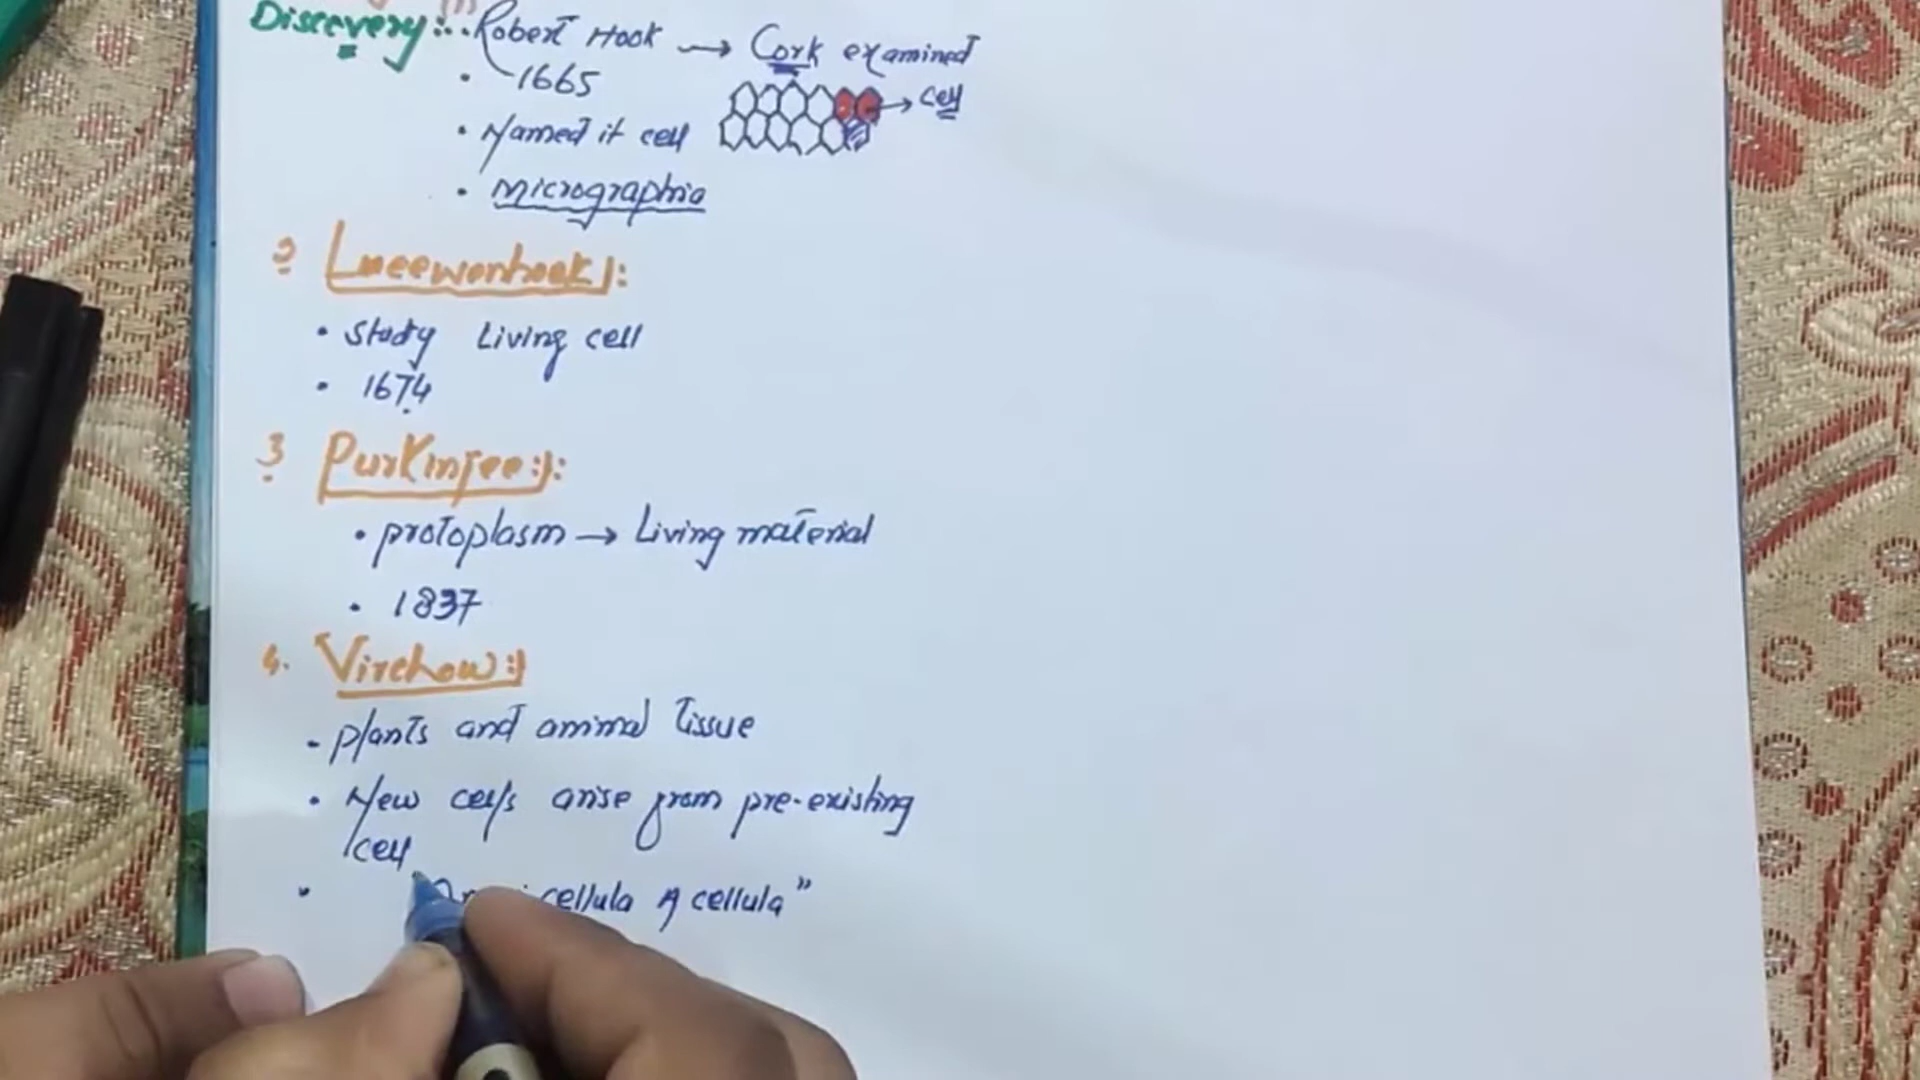 Discovery:.. Robert Hook → Cork examined
• 1665
→ cell
• Named it cell
• micrographia
2 Lueewenhoek):
• study Living cell
• 1674
3 Purkinjee:):
• protoplasm → Living material
• 1837
4. Virchow:)
- plants and animal Tissue
• New cells arise from pre-existing
cell
• cellula A cellula"